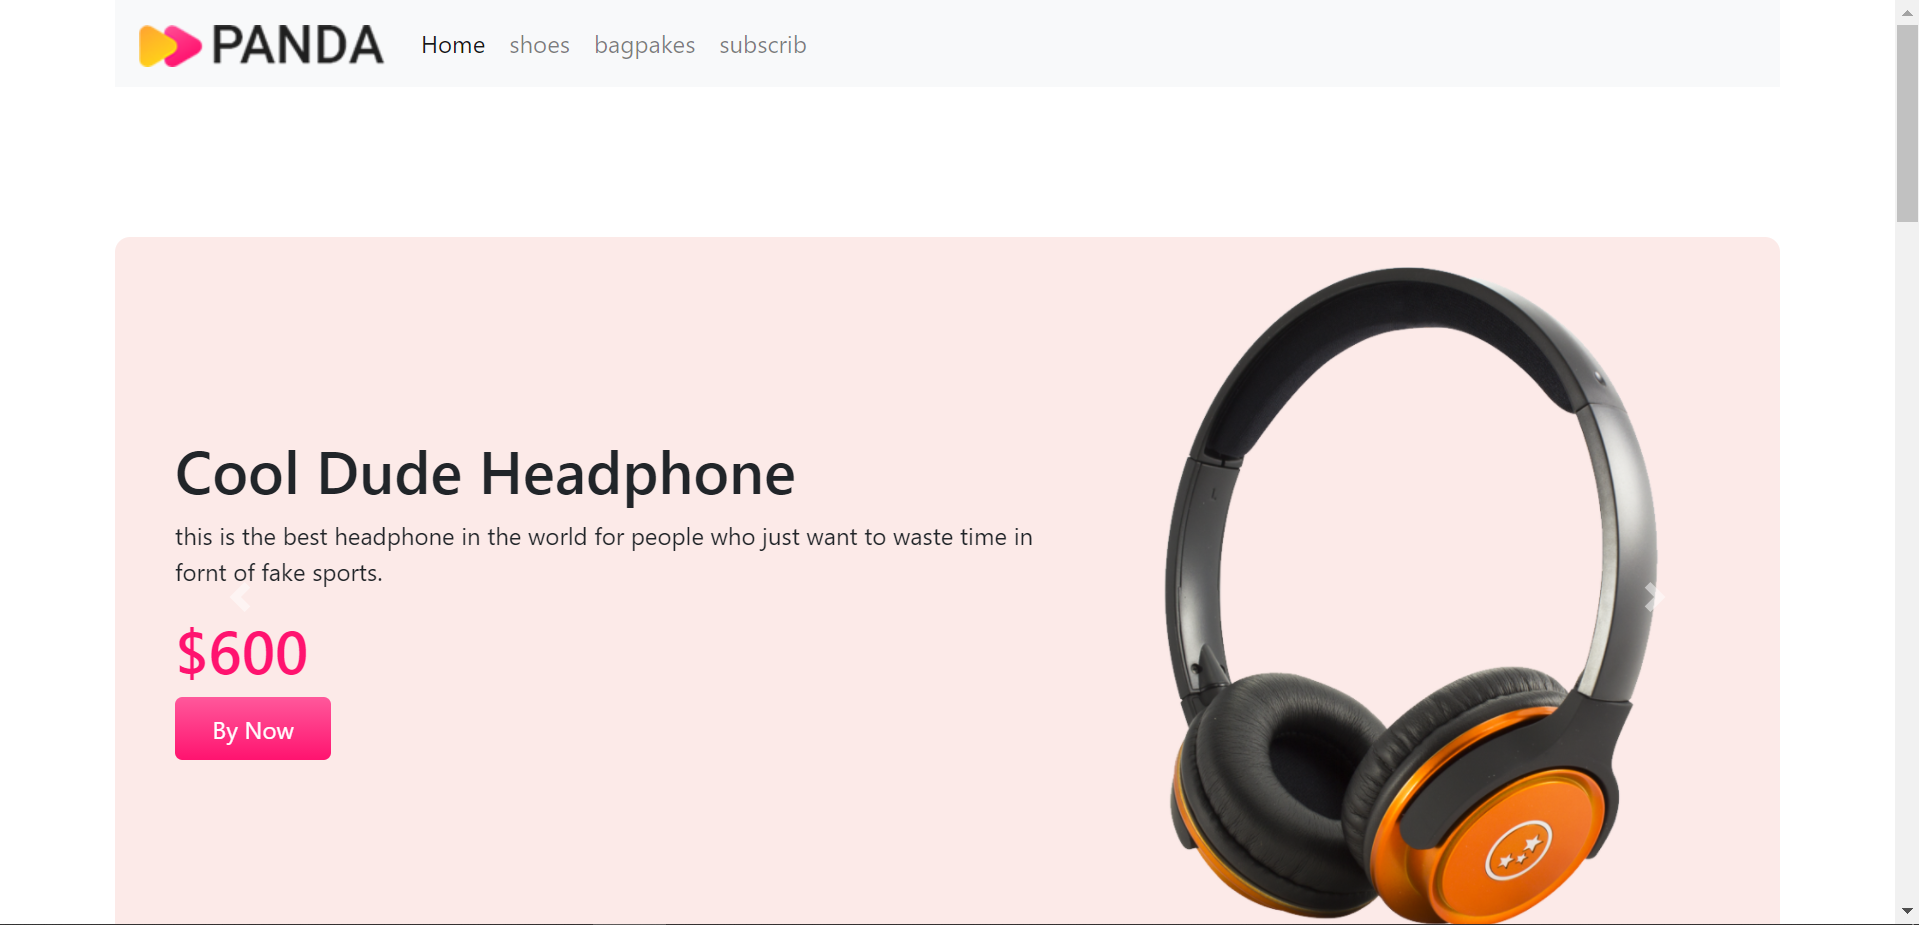 PANDA Home shoes bagpakes subscrib
Cool Dude Headphone
this is the best headphone in the world for people who just want to waste time in
fornt of fake sports.
$600
By Now
L